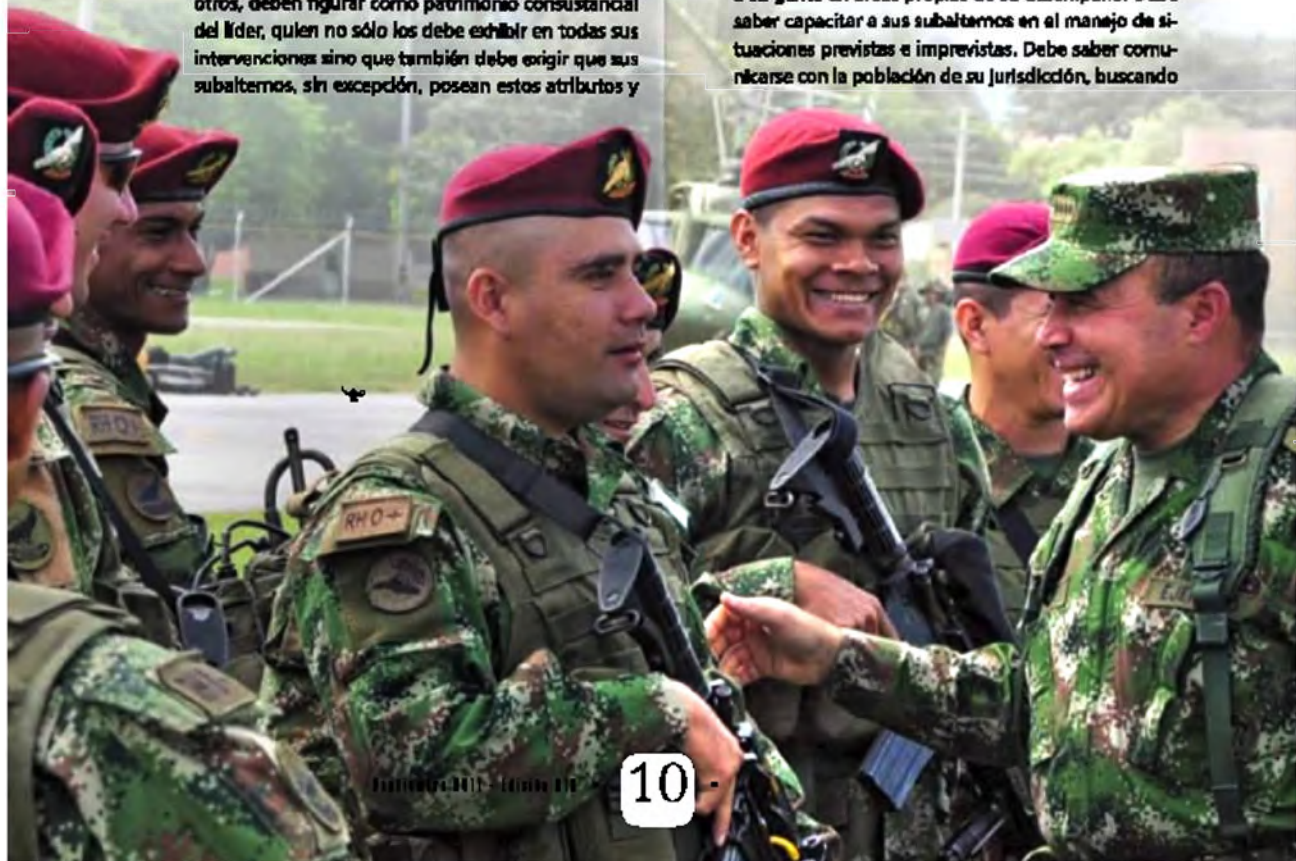 otros, deben figurar como patrimonio consustancial
del líder, quien no sólo los debe exhibir en todas sus
intervenciones sino que también debe exigir que sus
subalternos, sin excepción, posean estos atributos y
saber capacitar a sus subalternos en el manejo de si-
tuaciones previstas e imprevistas. Debe saber comu-
nicarse con la población de su jurisdicción, buscando
RH O+
RH O+
10